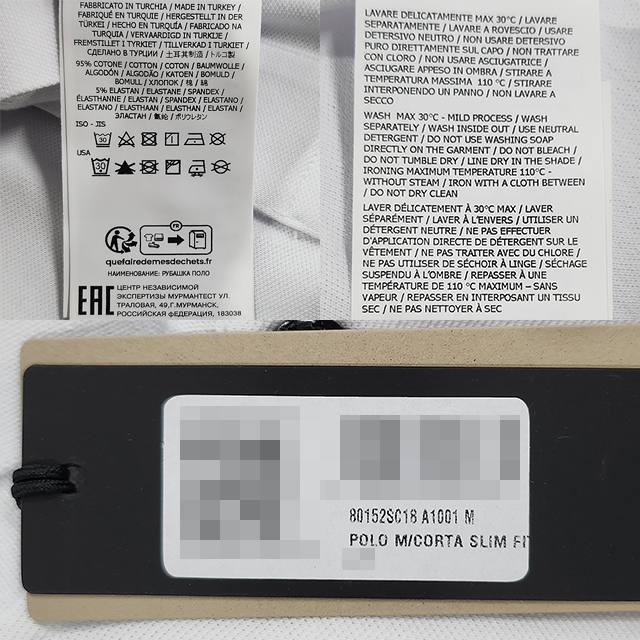 FABBRICATO IN TURCHIA / MADE IN TURKEY /
FABRIQUÉ EN TURQUIE / HERGESTELLT IN DER
TÜRKEI / HECHO EN TURQUÍA / FABRICADO NA
TURQUIA / VERVAARDIGD IN TURKIJE /
FREMSTILLET I TYRKIET / TILLVERKAD I TURKIET /
СДЕЛАНО В ТУРЦИИ / 土耳其制造 / トルコ製
95% COTONE / COTTON / COTON / BAUMWOLLE /
ALGODÓN / ALGODÃO / KATOEN / BOMULD /
BOMULL / ХЛОПОК / 棉 / 綿
5% ELASTAN / ELASTANE / SPANDEX /
ÉLASTHANNE / ELASTAN / SPANDEX / ELASTANO /
ELASTANO / ELASTHAAN / ELASTHAN / ELASTAN /
ЭЛАСТАН / 氨纶 / ポリウレタン
ISO - JIS
30
USA
30
FR
quefairedemesdechets.fr
НАИМЕНОВАНИЕ: РУБАШКА ПОЛО
EAC
ЦЕНТР НЕЗАВИСИМОЙ
ЭКСПЕРТИЗЫ МУРМАНТЕСТ УЛ.
ТРАЛОВАЯ, 49,Г.МУРМАНСК,
РОССИЙСКАЯ ФЕДЕРАЦИЯ, 183038
LAVARE DELICATAMENTE MAX 30°C / LAVARE
SEPARATAMENTE / LAVARE A ROVESCIO / USARE
DETERSIVO NEUTRO / NON USARE DETERSIVO
PURO DIRETTAMENTE SUL CAPO / NON TRATTARE
CON CLORO / NON USARE ASCIUGATRICE /
ASCIUGARE APPESO IN OMBRA / STIRARE A
TEMPERATURA MASSIMA 110 °C / STIRARE
INTERPONENDO UN PANNO / NON LAVARE A
SECCO
WASH MAX 30°C - MILD PROCESS / WASH
SEPARATELY / WASH INSIDE OUT / USE NEUTRAL
DETERGENT / DO NOT USE WASHING SOAP
DIRECTLY ON THE GARMENT / DO NOT BLEACH /
DO NOT TUMBLE DRY / LINE DRY IN THE SHADE /
IRONING MAXIMUM TEMPERATURE 110°C -
WITHOUT STEAM / IRON WITH A CLOTH BETWEEN
/ DO NOT DRY CLEAN
LAVER DÉLICATEMENT À 30°C MAX / LAVER
SÉPARÉMENT / LAVER À L'ENVERS / UTILISER UN
DÉTERGENT NEUTRE / NE PAS EFFECTUER
D'APPLICATION DIRECTE DE DÉTERGENT SUR LE
VÊTEMENT / NE PAS TRAITER AVEC DU CHLORE /
NE PAS UTILISER DE SÉCHOIR À LINGE / SÉCHAGE
SUSPENDU À L'OMBRE / REPASSER À UNE
TEMPÉRATURE DE 110 °C MAXIMUM – SANS
VAPEUR / REPASSER EN INTERPOSANT UN TISSU
SEC / NE PAS NETTOYER À SEC
80152SC18 A1001 M
POLO M/CORTA SLIM FIT